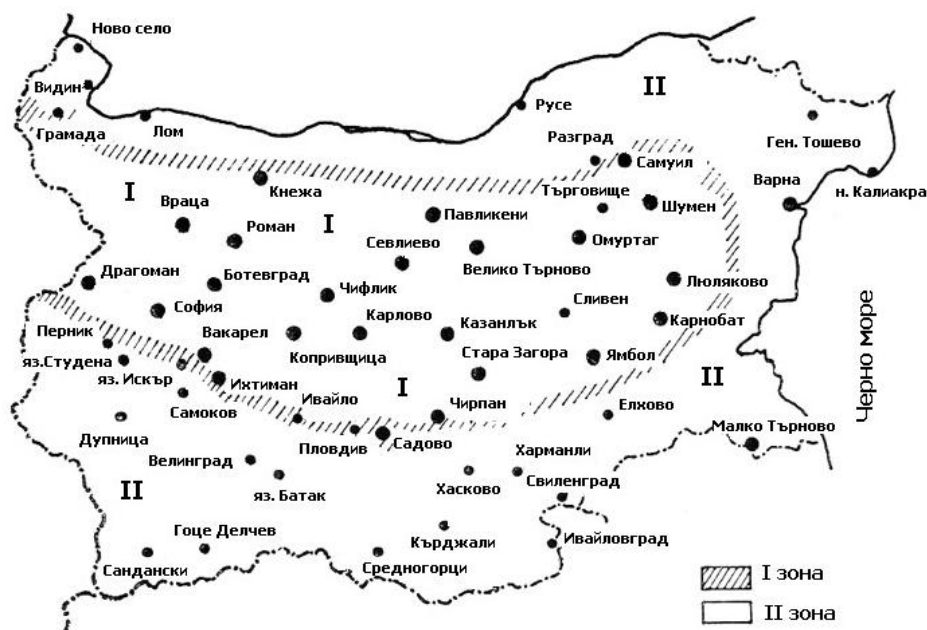 Ново село
Видин
Грамада
Лом
Русе
II
Разград
Самуил
Ген. Тошево
Търговище
Варна
н. Калиакра
I
Кнежа
Враца
Роман
I
Павликени
Шумен
Севлиево
Омуртаг
Велико Търново
Драгоман
Ботевград
Чифлик
Люляково
София
Карлово
Сливен
Перник
Вакарел
Казанлък
Карнобат
яз.Студена
Копривщица
Стара Загора
Ямбол
яз. Искър
Ихтиман
II
Черно море
Самоков
Ивайло
I
Чирпан
Елхово
Дупница
Пловдив
Садово
Малко Търново
Велинград
Харманли
II
яз. Батак
Хасково
Свиленград
Гоце Делчев
Кърджали
Ивайловград
Сандански
Средногорци
I зона
II зона